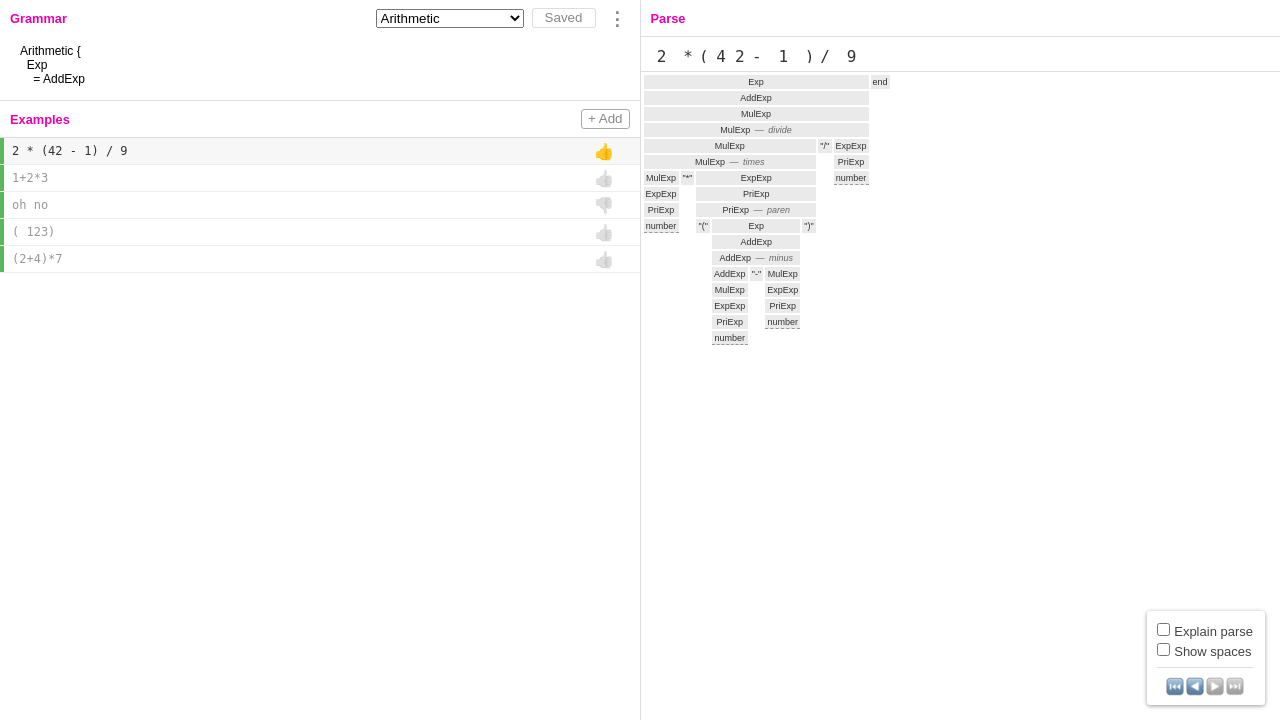 Grammar
Arithmetic
Saved
Arithmetic {
Exp
= AddExp
Examples
+ Add
2 * (42 - 1) / 9
1+2*3
oh no
( 123)
(2+4)*7
Parse
2 * ( 4 2 - 1 ) / 9
Exp end
AddExp
MulExp
MulExp — divide
MulExp "/" ExpExp
MulExp — times PriExp
MulExp "*" ExpExp number
ExpExp PriExp
PriExp PriExp — paren
number "(" Exp ")"
AddExp
AddExp — minus
AddExp "-" MulExp
MulExp ExpExp
ExpExp PriExp
PriExp number
number
Explain parse
Show spaces